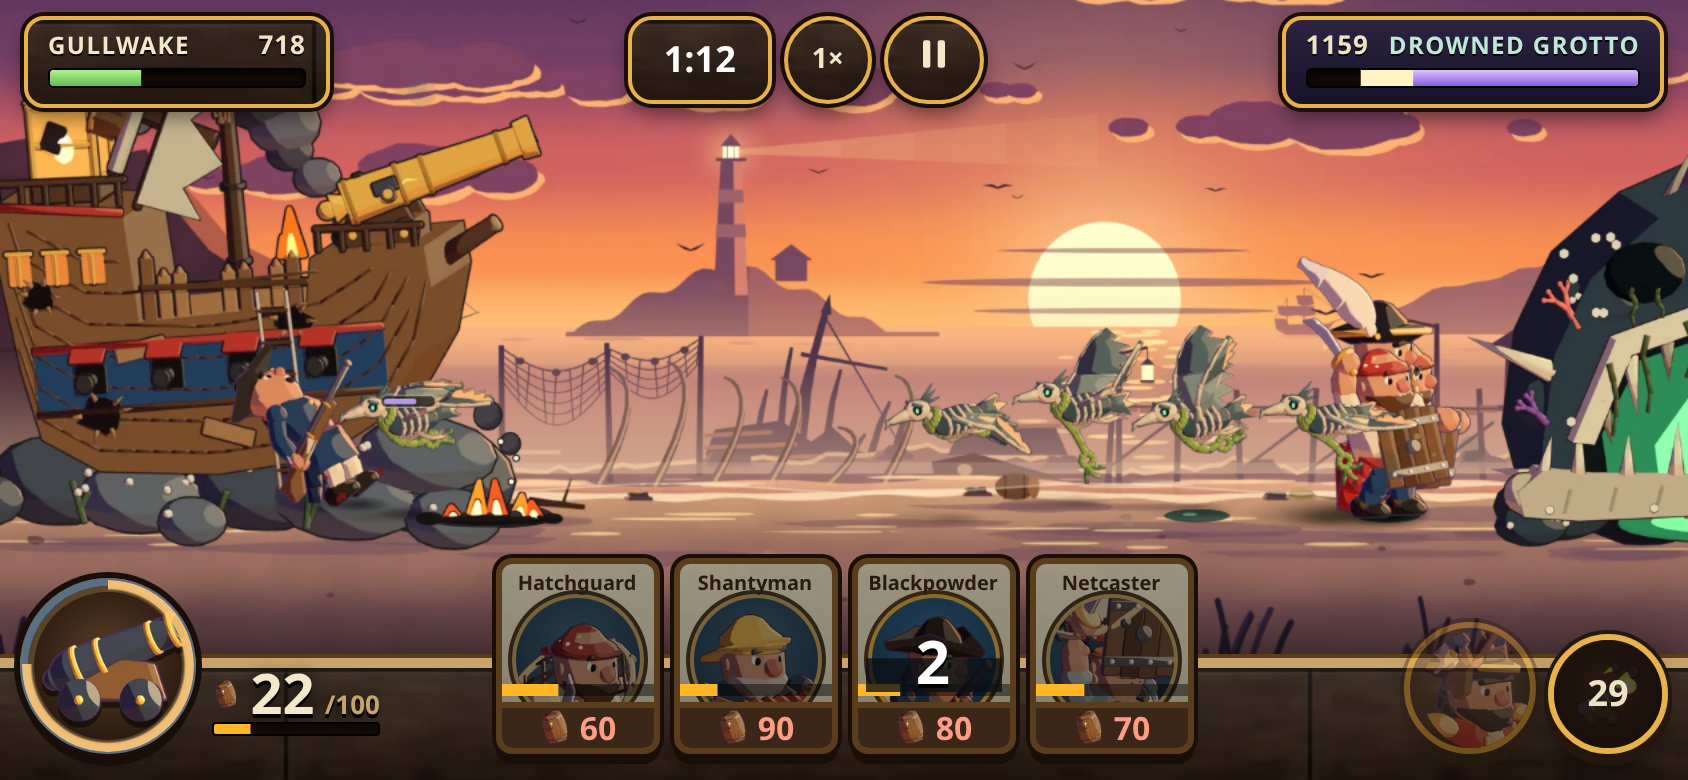 GULLWAKE 718
1:12
1×
1159 DROWNED GROTTO
Hatchguard
Shantyman
Blackpowder
Netcaster
2
22 /100
60
90
80
70
29